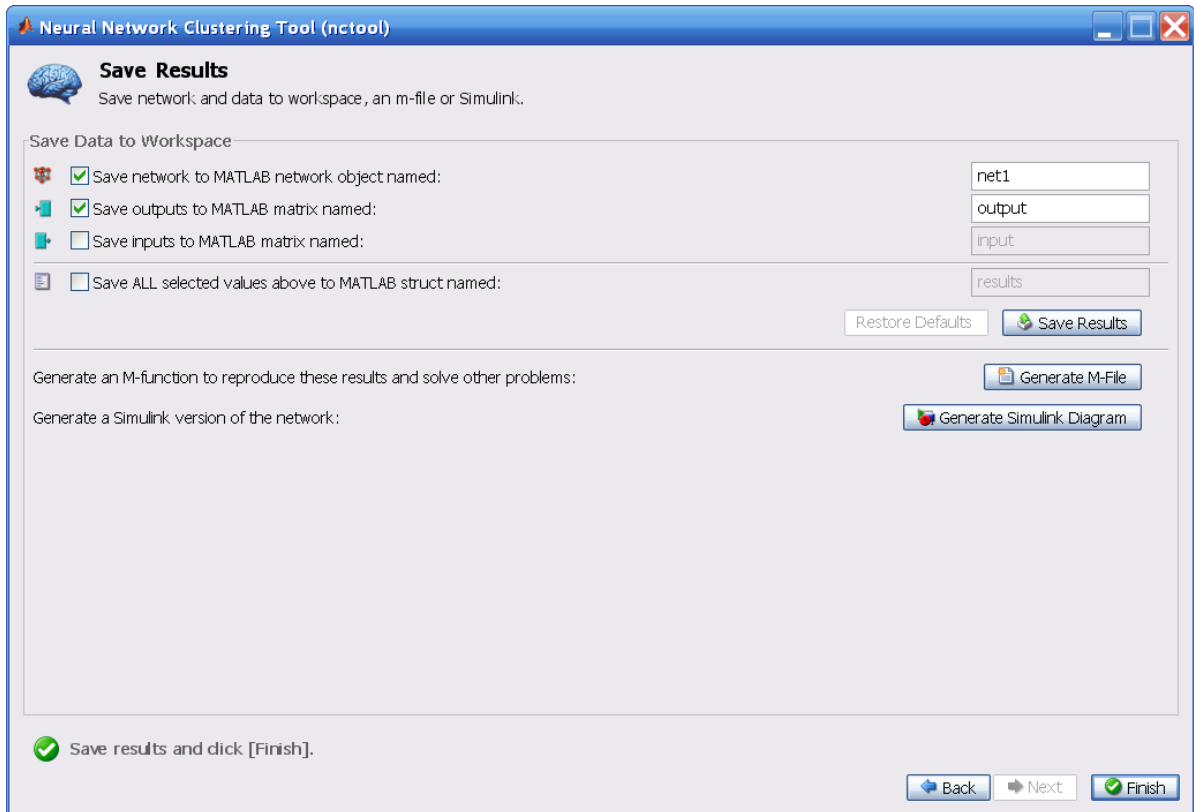 Neural Network Clustering Tool (nctool)
Save Results
Save network and data to workspace, an m-file or Simulink.
Save Data to Workspace
Save network to MATLAB network object named: net1
Save outputs to MATLAB matrix named: output
Save inputs to MATLAB matrix named: input
Save ALL selected values above to MATLAB struct named: results
Restore Defaults Save Results
Generate an M-function to reproduce these results and solve other problems: Generate M-File
Generate a Simulink version of the network: Generate Simulink Diagram
Save results and click [Finish].
Back Next Finish